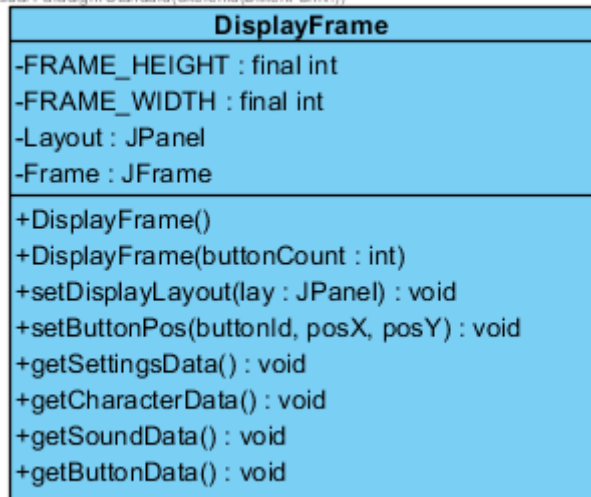 DisplayFrame
-FRAME_HEIGHT : final int
-FRAME_WIDTH : final int
-Layout : JPanel
-Frame : JFrame
+DisplayFrame()
+DisplayFrame(buttonCount : int)
+setDisplayLayout(lay : JPanel) : void
+setButtonPos(buttonId, posX, posY) : void
+getSettingsData() : void
+getCharacterData() : void
+getSoundData() : void
+getButtonData() : void